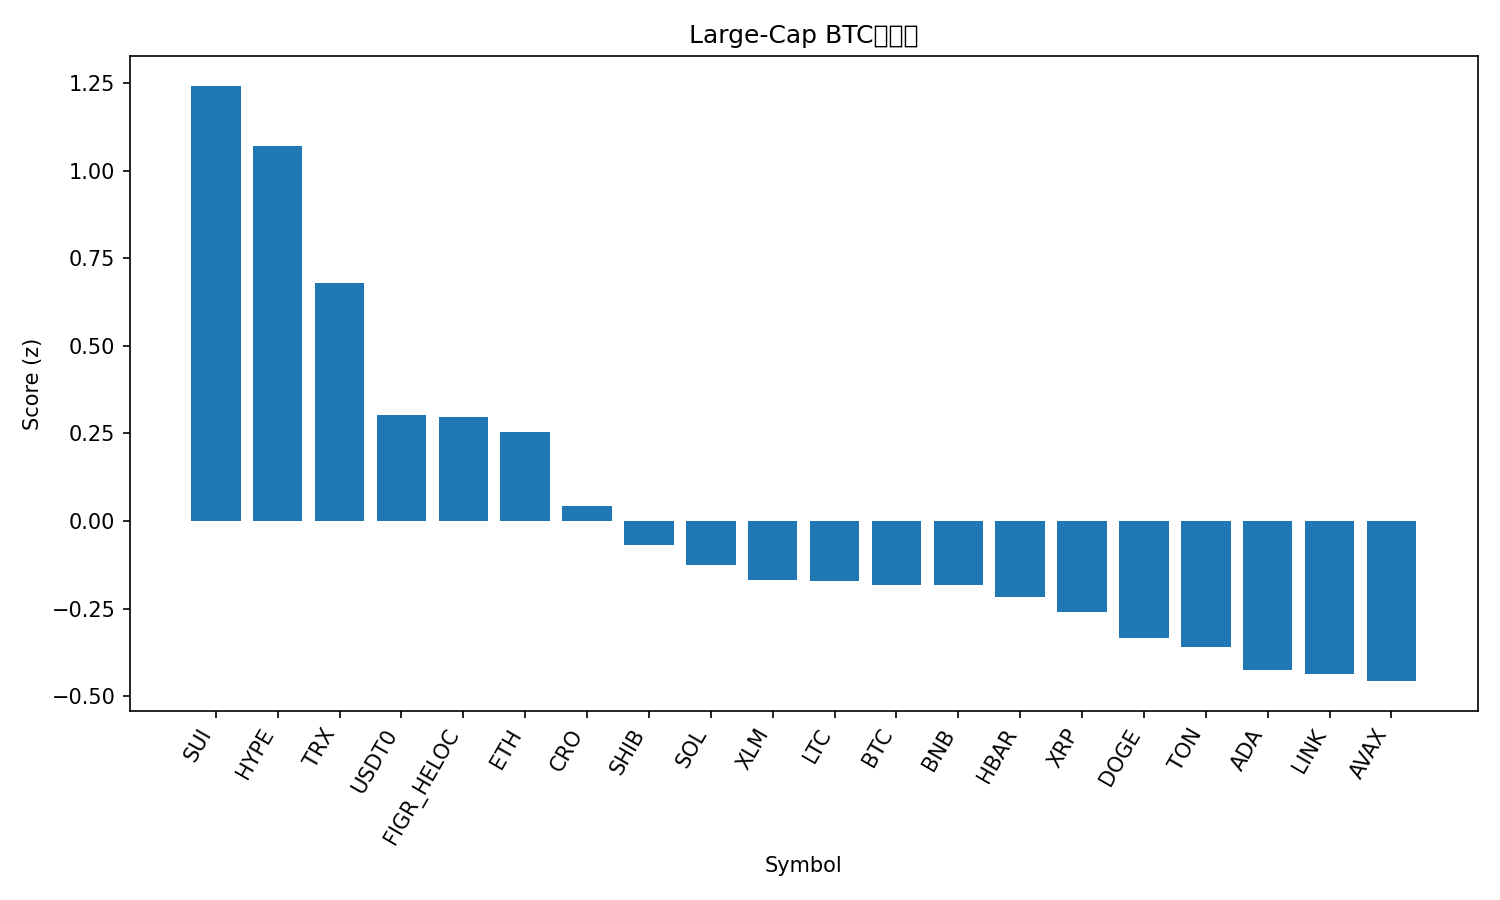 Large-Cap BTC
Score (z)
1.25
1.00
0.75
0.50
0.25
0.00
−0.25
−0.50
SUI
HYPE
TRX
USDT0
FIGR_HELOC
ETH
CRO
SHIB
SOL
XLM
LTC
BTC
BNB
HBAR
XRP
DOGE
TON
ADA
LINK
AVAX
Symbol